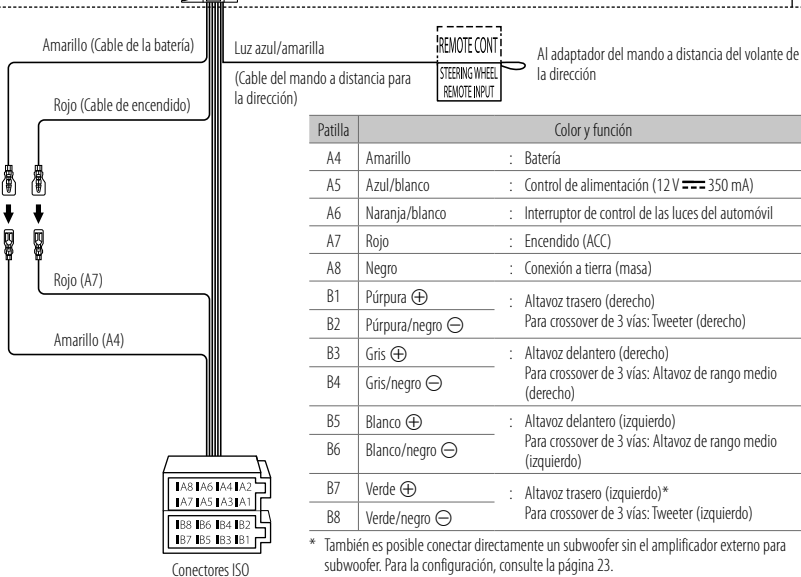 Amarillo (Cable de la batería)
Luz azul/amarilla
(Cable del mando a distancia para
la dirección)
REMOTE CONT
STEERING WHEEL
REMOTE INPUT
Al adaptador del mando a distancia del volante de
la dirección
Rojo (Cable de encendido)
Rojo (A7)
Amarillo (A4)
A8 A6 A4 A2
A7 A5 A3 A1
B8 B6 B4 B2
B7 B5 B3 B1
Conectores ISO
Patilla Color y función
A4 Amarillo : Batería
A5 Azul/blanco : Control de alimentación (12 V ⎓ 350 mA)
A6 Naranja/blanco : Interruptor de control de las luces del automóvil
A7 Rojo : Encendido (ACC)
A8 Negro : Conexión a tierra (masa)
B1 Púrpura ⊕ : Altavoz trasero (derecho)
B2 Púrpura/negro ⊖ Para crossover de 3 vías: Tweeter (derecho)
B3 Gris ⊕ : Altavoz delantero (derecho)
B4 Gris/negro ⊖ Para crossover de 3 vías: Altavoz de rango medio
(derecho)
B5 Blanco ⊕ : Altavoz delantero (izquierdo)
B6 Blanco/negro ⊖ Para crossover de 3 vías: Altavoz de rango medio
(izquierdo)
B7 Verde ⊕ : Altavoz trasero (izquierdo)*
B8 Verde/negro ⊖ Para crossover de 3 vías: Tweeter (izquierdo)
* También es posible conectar directamente un subwoofer sin el amplificador externo para
subwoofer. Para la configuración, consulte la página 23.